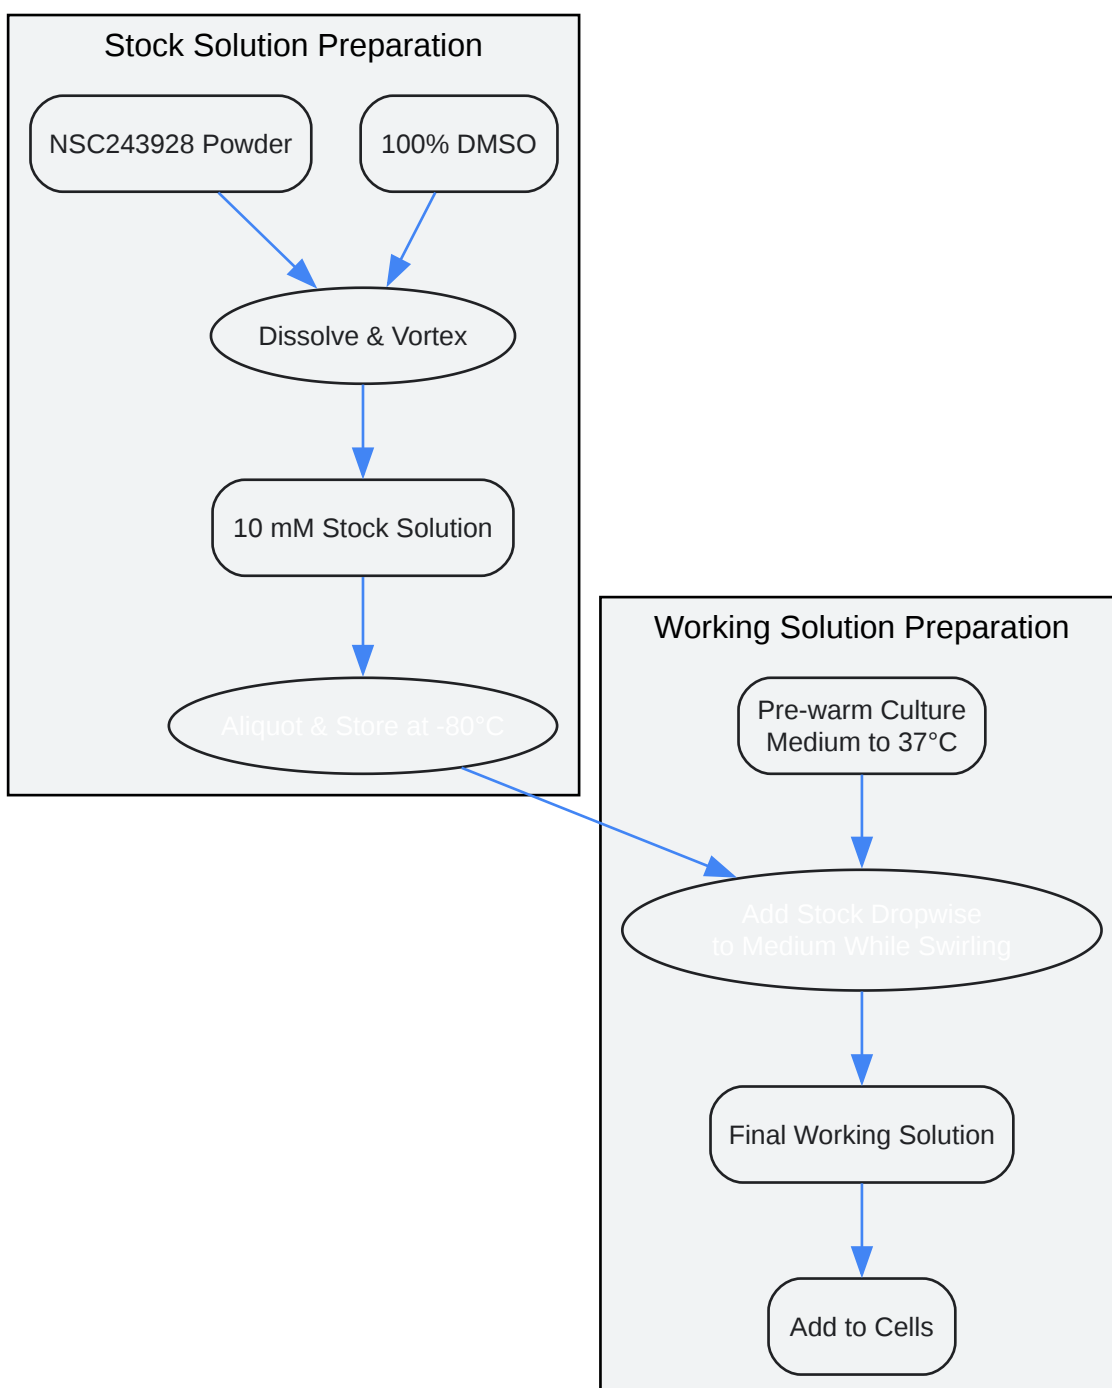 Stock Solution Preparation
NSC243928 Powder
100% DMSO
Dissolve & Vortex
10 mM Stock Solution
Aliquot & Store at -80°C
Working Solution Preparation
Pre-warm Culture
Medium to 37°C
Add Stock Dropwise
to Medium While Swirling
Final Working Solution
Add to Cells